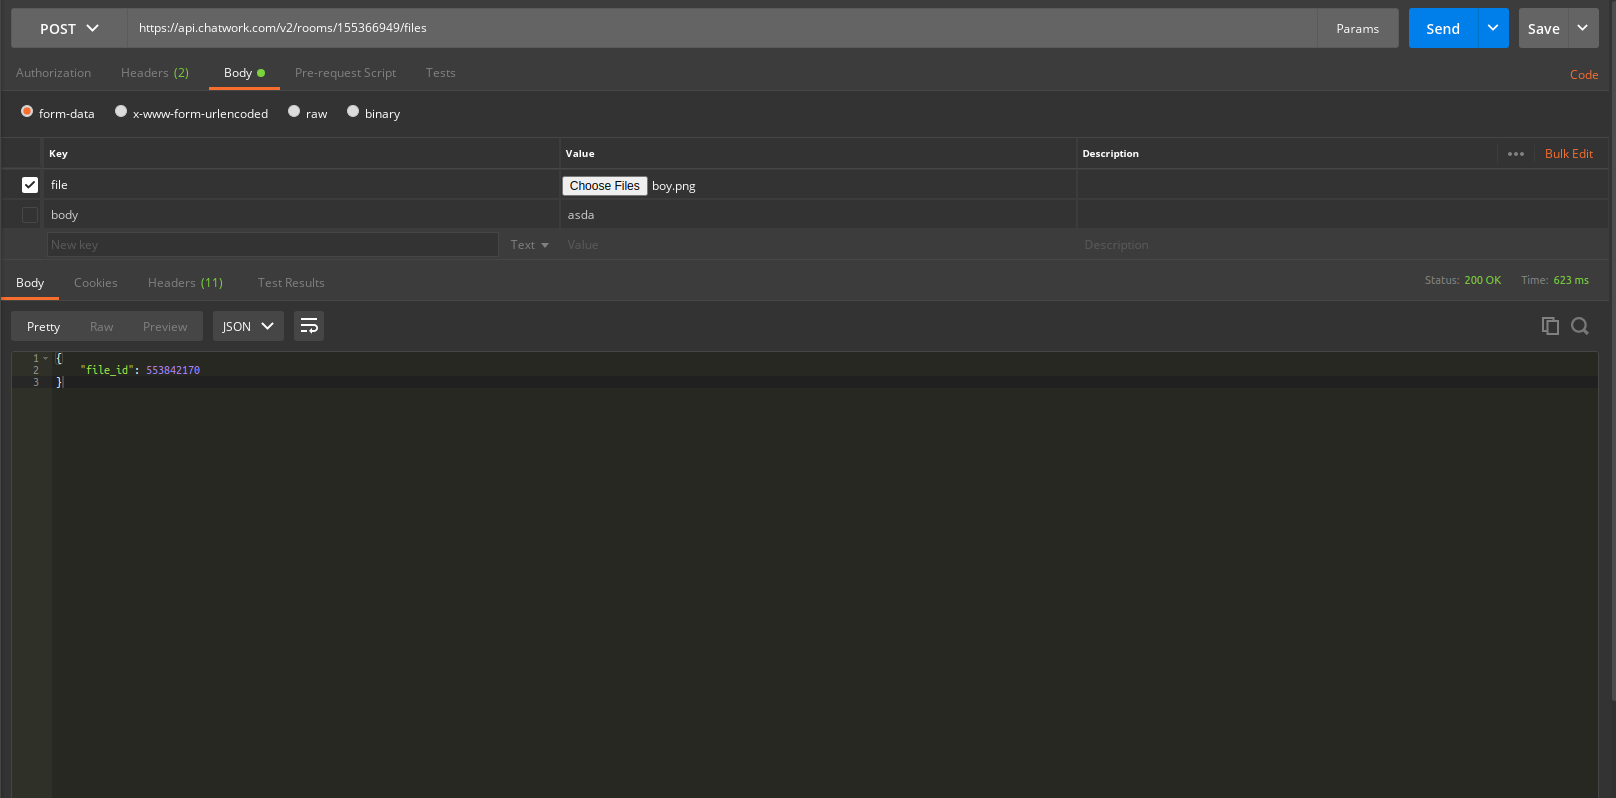 POST https://api.chatwork.com/v2/rooms/155366949/files Params Send Save
Authorization Headers (2) Body Pre-request Script Tests Code
form-data x-www-form-urlencoded raw binary
Key Value Description ••• Bulk Edit
file Choose Files boy.png
body asda
New key Text Value Description
Body Cookies Headers (11) Test Results Status: 200 OK Time: 623 ms
Pretty Raw Preview JSON
1 {
2 "file_id": 553842170
3 }